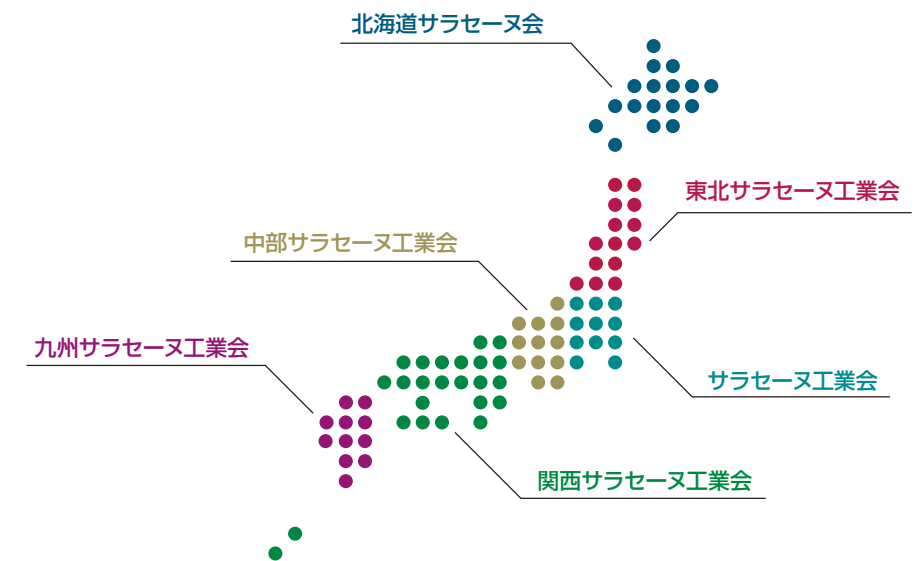 北海道サラセーヌ会
東北サラセーヌ工業会
中部サラセーヌ工業会
九州サラセーヌ工業会
サラセーヌ工業会
関西サラセーヌ工業会